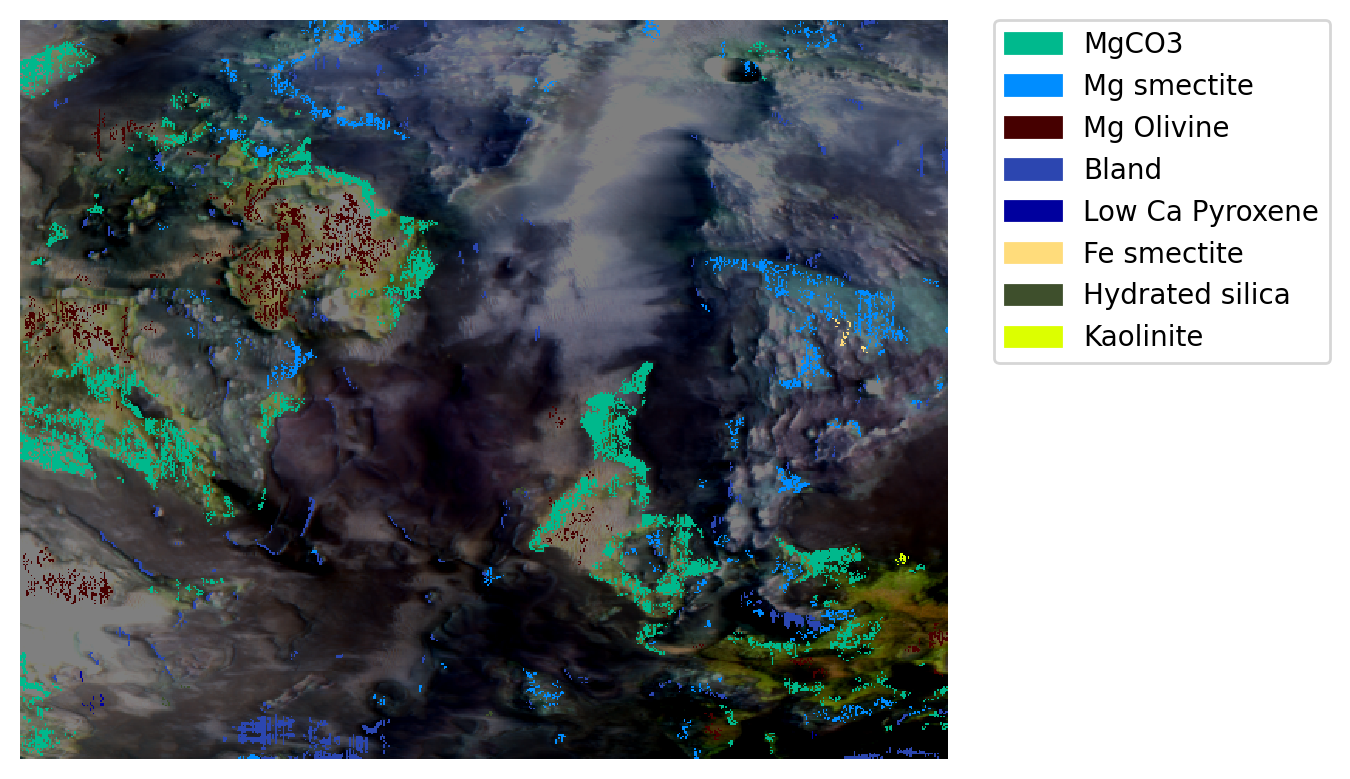 MgCO3
Mg smectite
Mg Olivine
Bland
Low Ca Pyroxene
Fe smectite
Hydrated silica
Kaolinite